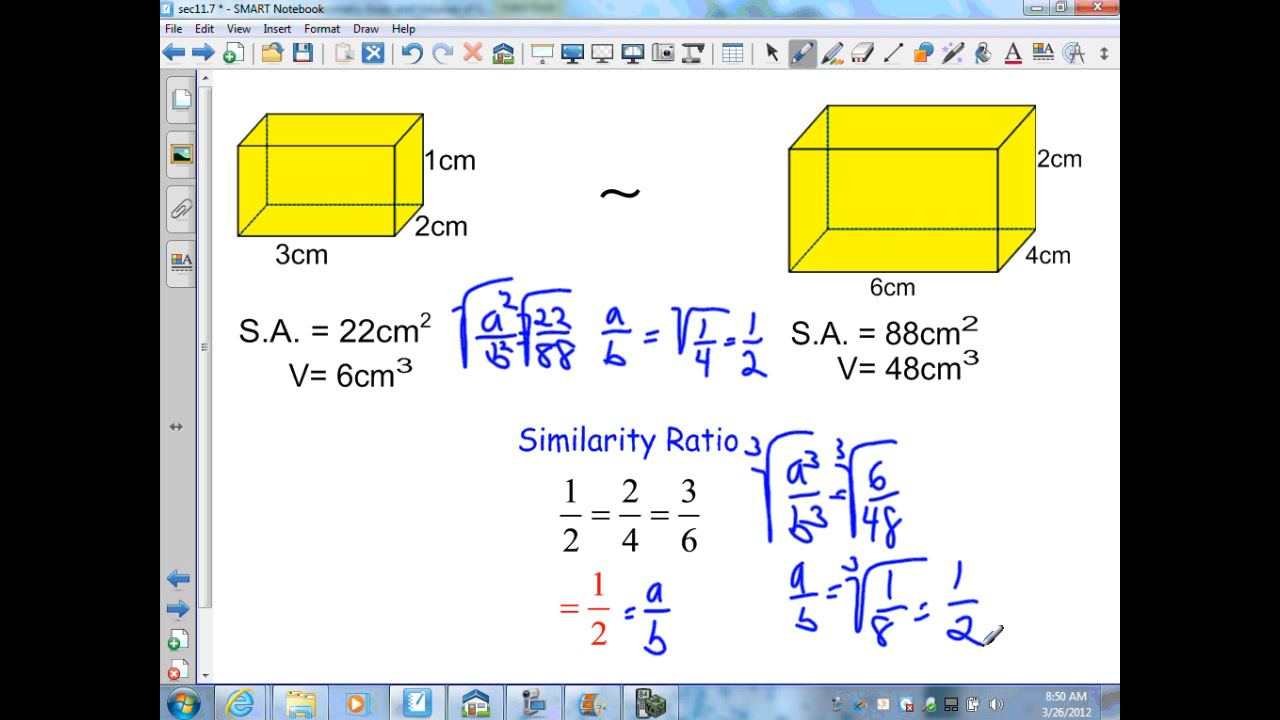 sec11.7 * - SMART Notebook
File Edit View Insert Format Draw Help
1cm
2cm
3cm
~
2cm
4cm
6cm
S.A. = 22cm²
V= 6cm³
√a²/b² = √22/88 a/b = √1/4 = 1/2
S.A. = 88cm²
V= 48cm³
Similarity Ratio
1/2 = 2/4 = 3/6
= 1/2 = a/b
∛a³/b³ = ∛6/48
a/b = ∛1/8 = 1/2
8:50 AM
3/26/2012